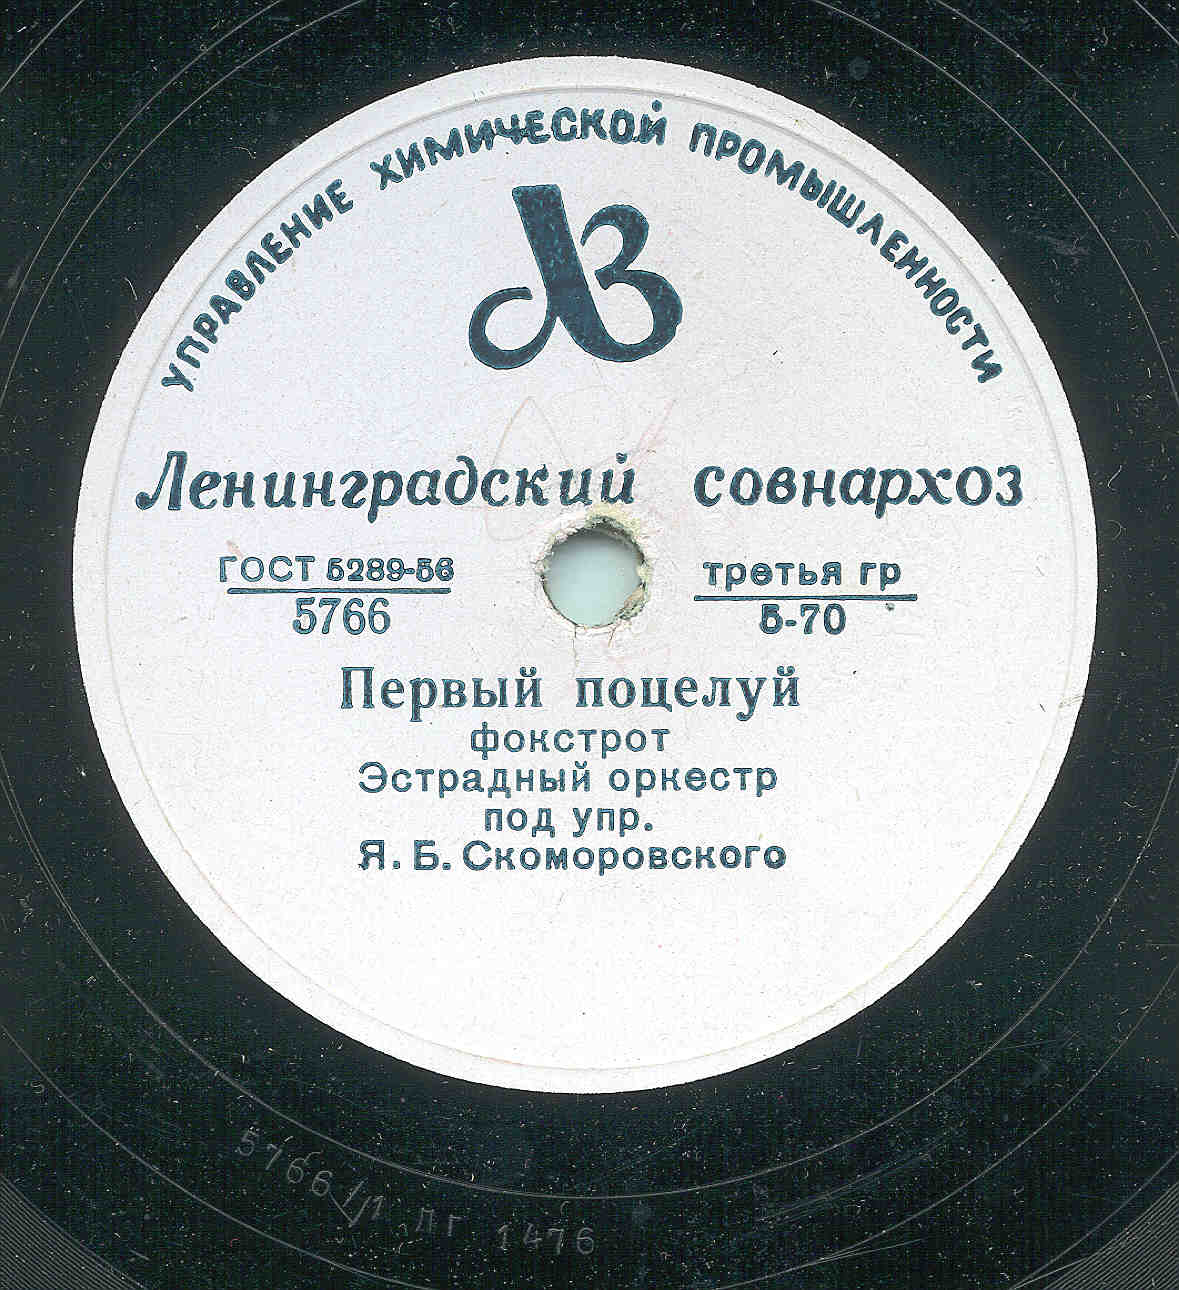 УПРАВЛЕНИЕ ХИМИЧЕСКОЙ ПРОМЫШЛЕННОСТИ
ЛЗ
Ленинградский совнархоз
ГОСТ 5289-56
5766
третья гр
5-70
Первый поцелуй
фокстрот
Эстрадный оркестр
под упр.
Я. Б. Скоморовского
5766 1/1 ЛГ 1476